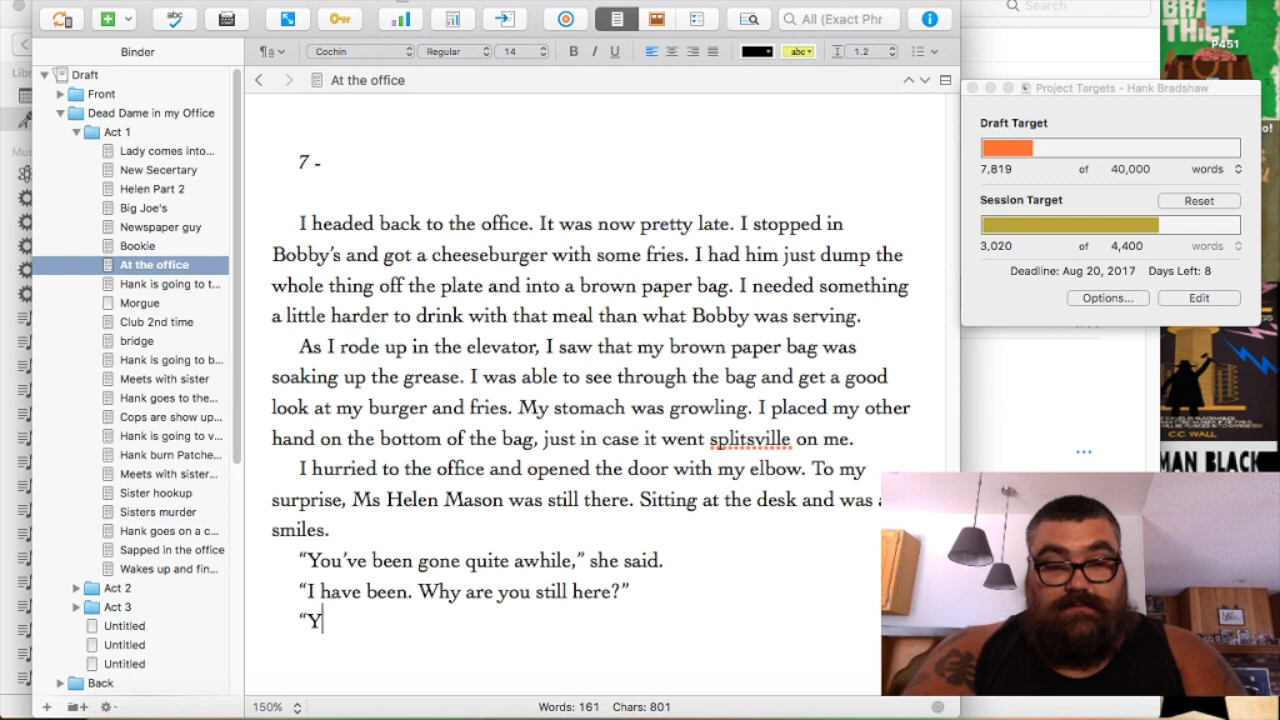 Binder
Draft
Front
Dead Dame in my Office
Act 1
Lady comes into...
New Secertary
Helen Part 2
Big Joe's
Newspaper guy
Bookie
At the office
Hank is going to t...
Morgue
Club 2nd time
bridge
Hank is going to b...
Meets with sister
Hank goes to the...
Cops are show up...
Hank is going to v...
Hank burn Patche...
Meets with sister...
Sister hookup
Sisters murder
Hank goes on a c...
Sapped in the office
Wakes up and fin...
Act 2
Act 3
Untitled
Untitled
Untitled
Back
abc
All (Exact Phr
Cochin Regular 14 B I U abc 1.2
At the office
7 -
I headed back to the office. It was now pretty late. I stopped in
Bobby's and got a cheeseburger with some fries. I had him just dump the
whole thing off the plate and into a brown paper bag. I needed something
a little harder to drink with that meal than what Bobby was serving.
As I rode up in the elevator, I saw that my brown paper bag was
soaking up the grease. I was able to see through the bag and get a good
look at my burger and fries. My stomach was growling. I placed my other
hand on the bottom of the bag, just in case it went splitsville on me.
I hurried to the office and opened the door with my elbow. To my
surprise, Ms Helen Mason was still there. Sitting at the desk and was a
smiles.
“You've been gone quite awhile,” she said.
“I have been. Why are you still here?”
“Y
150% Words: 161 Chars: 801
Search
Project Targets - Hank Bradshaw
Draft Target
7,819 of 40,000 words
Session Target Reset
3,020 of 4,400 words
Deadline: Aug 20, 2017 Days Left: 8
Options... Edit
THIEF
P451
C.C. WALL
MAN BLACK